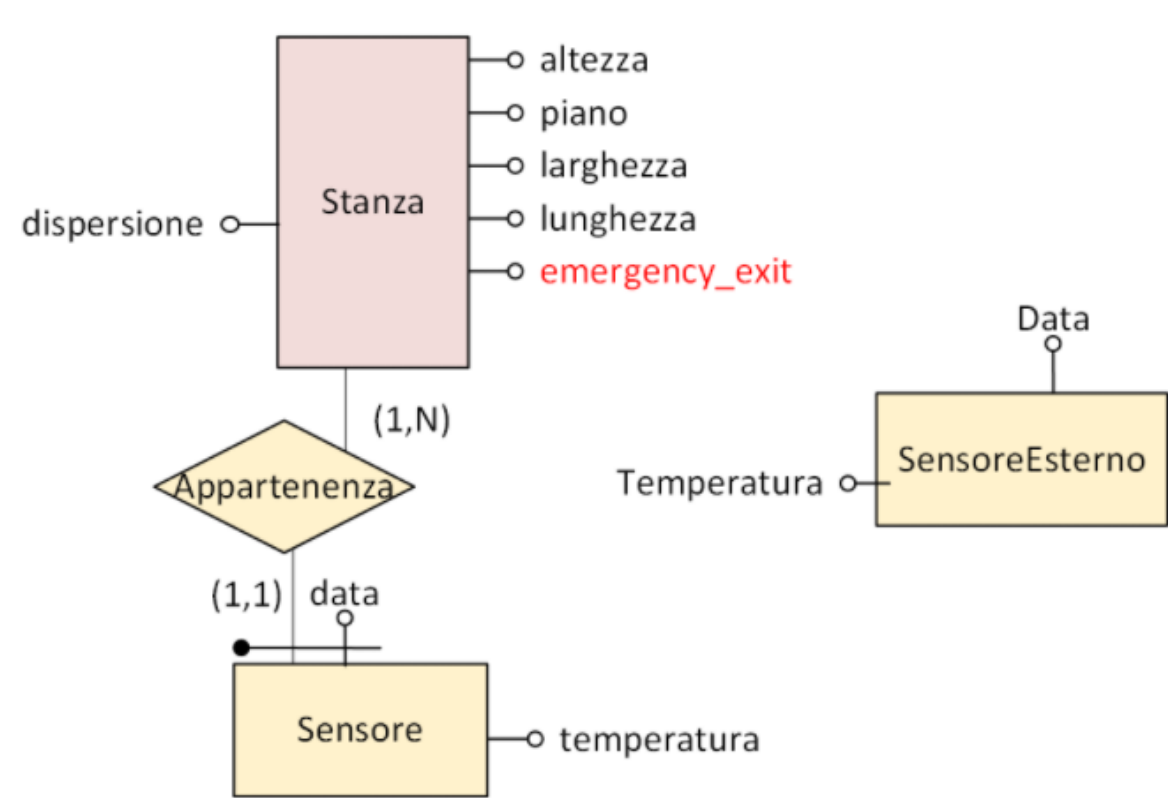 altezza
piano
larghezza
Stanza
lunghezza
dispersione
emergency_exit
Data
(1,N)
SensoreEsterno
Temperatura
Appartenenza
(1,1)
data
Sensore
temperatura